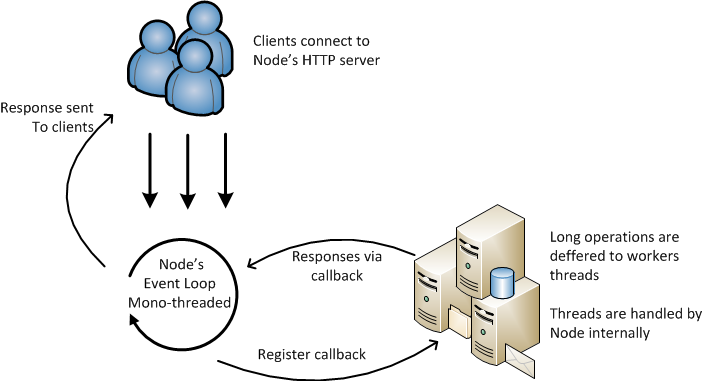 Clients connect to
Node's HTTP server
Response sent
To clients
Node's
Event Loop
Mono-threaded
Responses via
callback
Long operations are
deffered to workers
threads
Threads are handled by
Node internally
Register callback